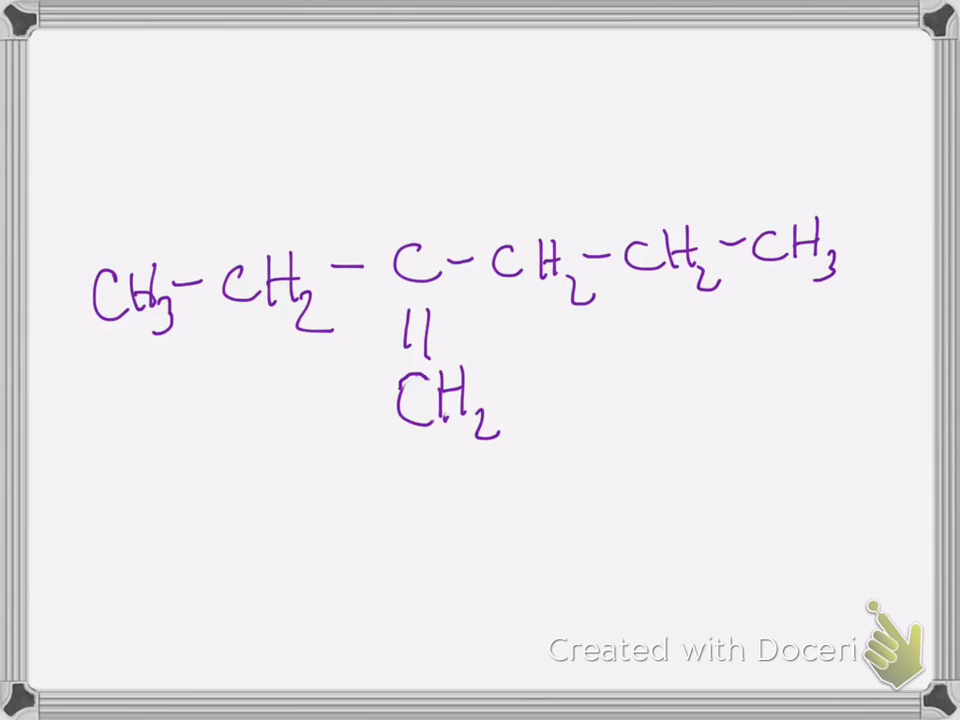 CH₃ – CH₂ – C – CH₂ – CH₂ – CH₃
||
CH₂
Created with Doceri